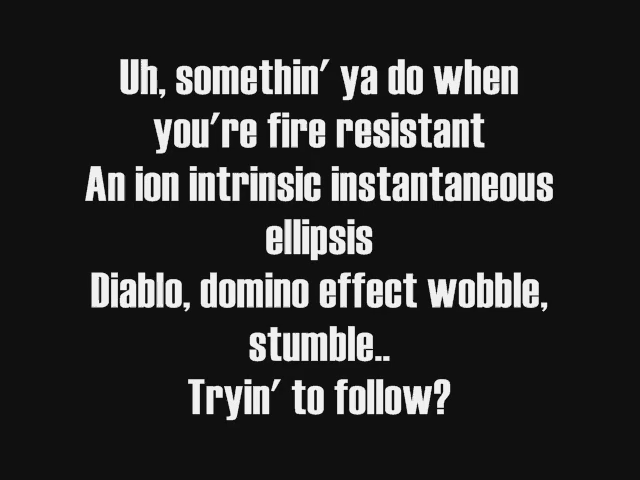 Uh, somethin' ya do when
you're fire resistant
An ion intrinsic instantaneous
ellipsis
Diablo, domino effect wobble,
stumble..
Tryin' to follow?